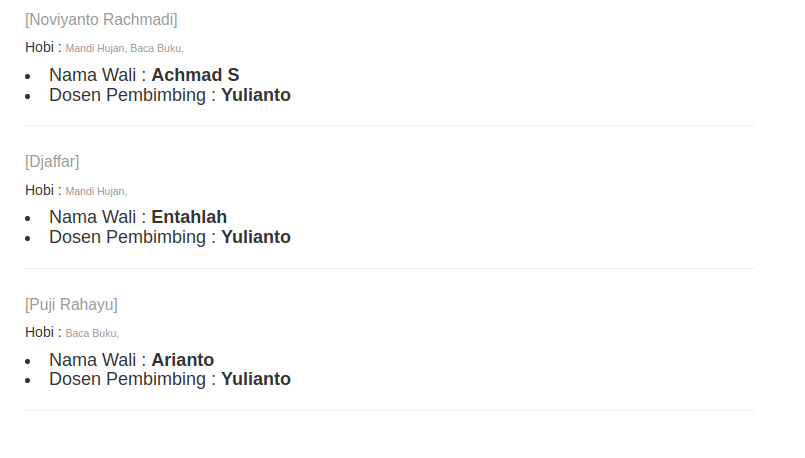 [Noviyanto Rachmadi]
Hobi : Mandi Hujan, Baca Buku,
• Nama Wali : Achmad S
• Dosen Pembimbing : Yulianto
[Djaffar]
Hobi : Mandi Hujan,
• Nama Wali : Entahlah
• Dosen Pembimbing : Yulianto
[Puji Rahayu]
Hobi : Baca Buku,
• Nama Wali : Arianto
• Dosen Pembimbing : Yulianto